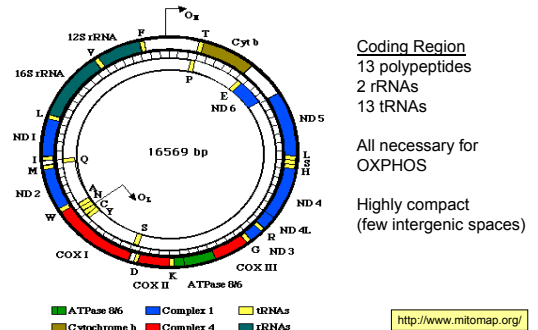 O_H
12S rRNA
F
T
Cyt b
V
16S rRNA
P
E
ND 6
ND 5
L
ND 1
I
M
Q
16569 bp
L
S
H
ND 2
W
A
N
C
Y
O_L
ND 4
ND 4L
R
ND 3
G
COX I
S
D
COX II
K
ATPase 8/6
COX III
ATPase 8/6
Complex 1
tRNAs
Cytochrome b
Complex 4
rRNAs
Coding Region
13 polypeptides
2 rRNAs
13 tRNAs
All necessary for
OXPHOS
Highly compact
(few intergenic spaces)
http://www.mitomap.org/